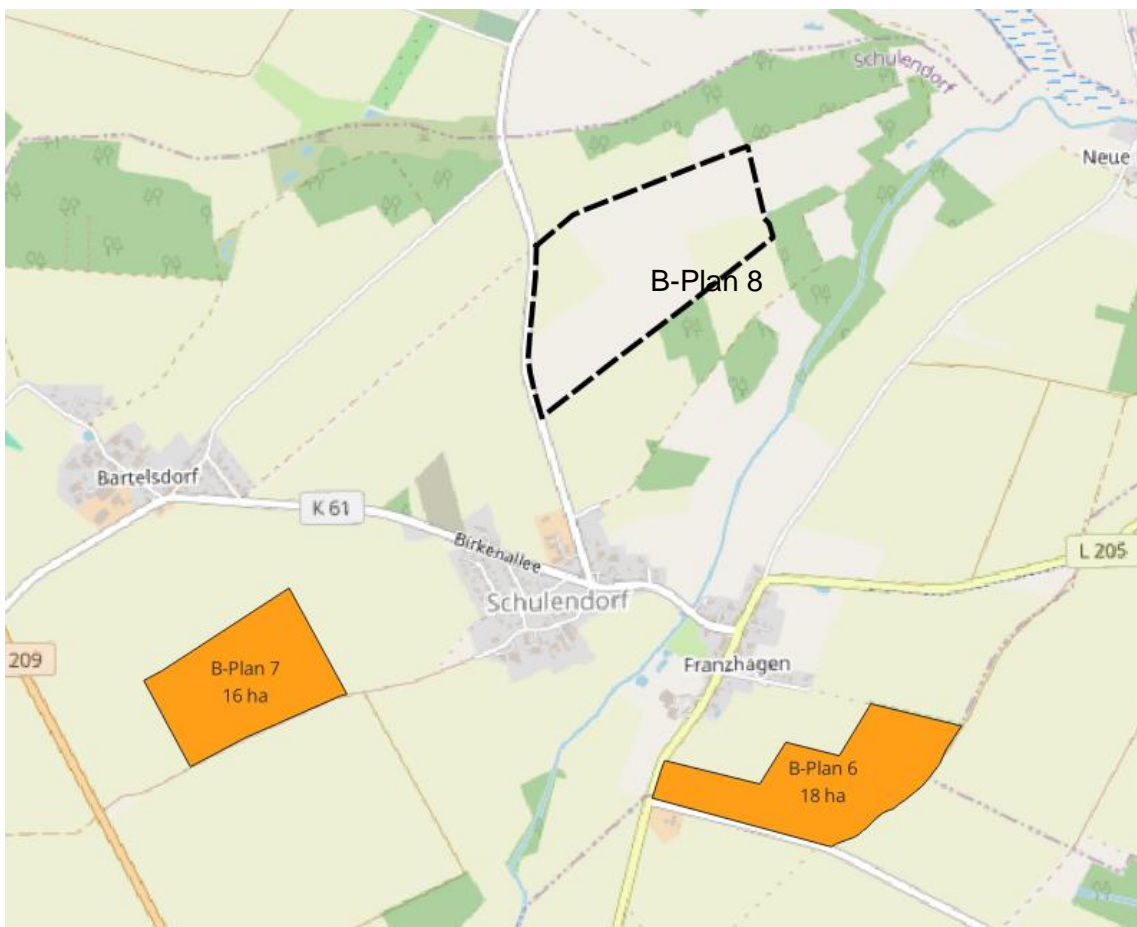 Schulendorf
Neue
B-Plan 8
Bartelsdorf
K 61
Birkenallee
L 205
Schulendorf
209
B-Plan 7
16 ha
Franzhagen
B-Plan 6
18 ha